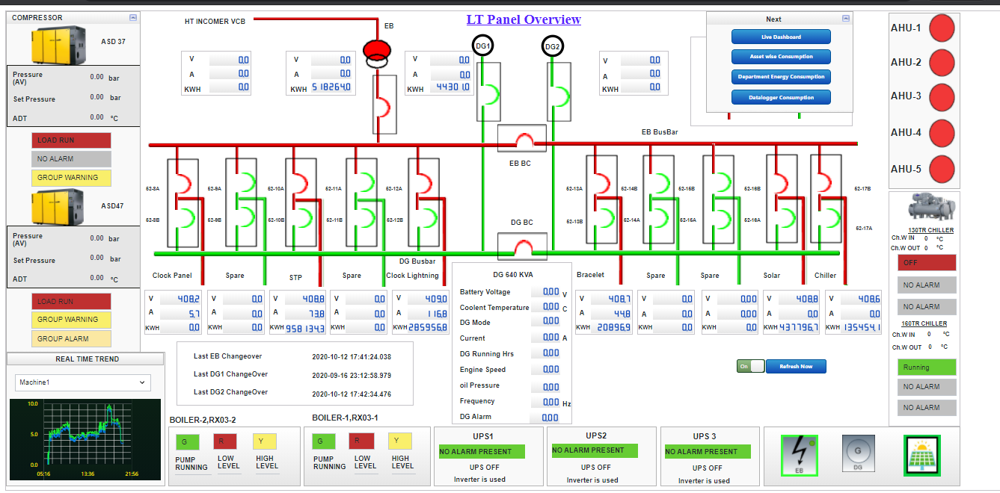 COMPRESSOR
ASD 37
Pressure
(AV)
0.00 bar
Set Pressure 0.00 bar
ADT 0.00 °C
LOAD RUN
NO ALARM
GROUP WARNING
ASD47
Pressure
(AV)
0.00 bar
Set Pressure 0.00 bar
ADT 0.00 °C
LOAD RUN
GROUP WARNING
GROUP ALARM
REAL TIME TREND
Machine1
10.0
5.0
0.0
05:16 13:36 21:56
LT Panel Overview
HT INCOMER VCB
EB
DG1
DG2
V 0.0
A 0.0
KWH 0.0
V 0.0
A 0.0
KWH 518264.0
V 0.0
A 0.0
KWH 44301.0
V 0.0
A 0.0
KWH 0.0
Next
Live Dashboard
Asset wise Consumption
Department Energy Consumption
Datalogger Consumption
EB BusBar
EB BC
DG BC
DG Busbar
52-8A 52-9A 52-10A 52-11A 52-12A 52-13A 52-14B 52-15B 52-16B 52-17B
52-8B 52-9B 52-10B 52-11B 52-12B 52-13B 52-14A 52-15A 52-16A 52-17A
Clock Panel Spare STP Spare Clock Lightning Bracelet Spare Spare Solar Chiller
V 408.2
A 5.7
KWH 0.0
V 0.0
A 0.0
KWH 0.0
V 408.8
A 73.8
KWH 958134.3
V 0.0
A 0.0
KWH 0.0
V 409.0
A 116.8
KWH 285956.8
DG 640 KVA
Battery Voltage 0.00 V
Coolent Temperature 0.00 C
DG Mode 0.00
Current 0.00 A
DG Running Hrs 0.00
Engine Speed 0.00
oil Pressure 0.00
Frequency 0.00 Hz
DG Alarm 0.00
V 408.7
A 44.8
KWH 20896.9
V 0.0
A 0.0
KWH 0.0
V 0.00
A 0.00
KWH 0.0
V 408.8
A 0.0
KWH 437796.7
V 408.6
A 0.0
KWH 135454.1
Last EB Changeover 2020-10-12 17:41:24.038
Last DG1 ChangeOver 2020-09-16 23:12:58.979
Last DG2 ChangeOver 2020-10-12 17:42:34.476
On
Refresh Now
BOILER-2,RX03-2
G R Y
PUMP RUNNING
LOW LEVEL
HIGH LEVEL
BOILER-1,RX03-1
G R Y
PUMP RUNNING
LOW LEVEL
HIGH LEVEL
UPS1
NO ALARM PRESENT
UPS OFF
Inverter is used
UPS2
NO ALARM PRESENT
UPS OFF
Inverter is used
UPS 3
NO ALARM PRESENT
UPS OFF
Inverter is used
EB
G
DG
AHU-1
AHU-2
AHU-3
AHU-4
AHU-5
130TR CHILLER
Ch.W IN 0 °C
Ch.W OUT 0 °C
OFF
NO ALARM
NO ALARM
160TR CHILLER
Ch.W IN 0 °C
Ch.W OUT 0 °C
Running
NO ALARM
NO ALARM